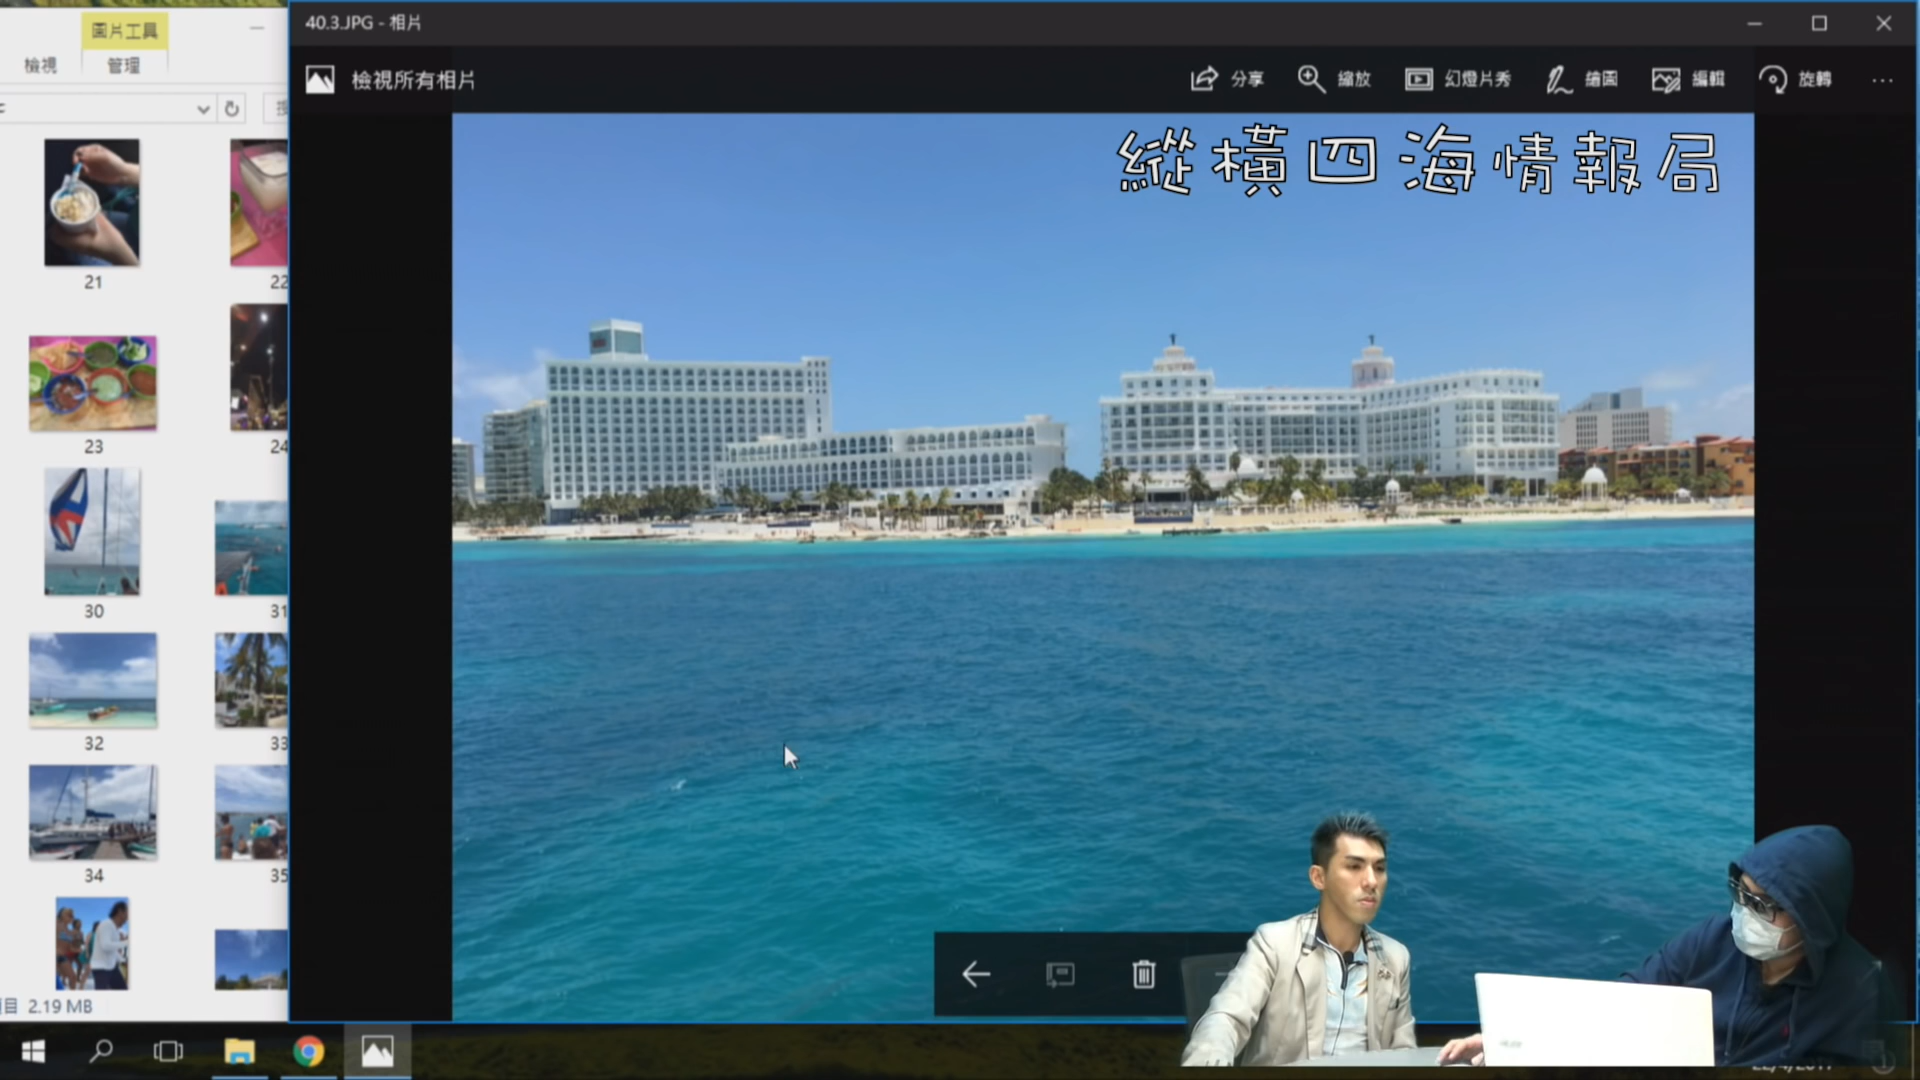 圖片工具
檢視
管理
40.3.JPG - 相片
檢視所有相片
分享
縮放
幻燈片秀
繪圖
編輯
旋轉
縱橫四海情報局
21
22
23
24
30
31
32
33
34
35
2.19 MB